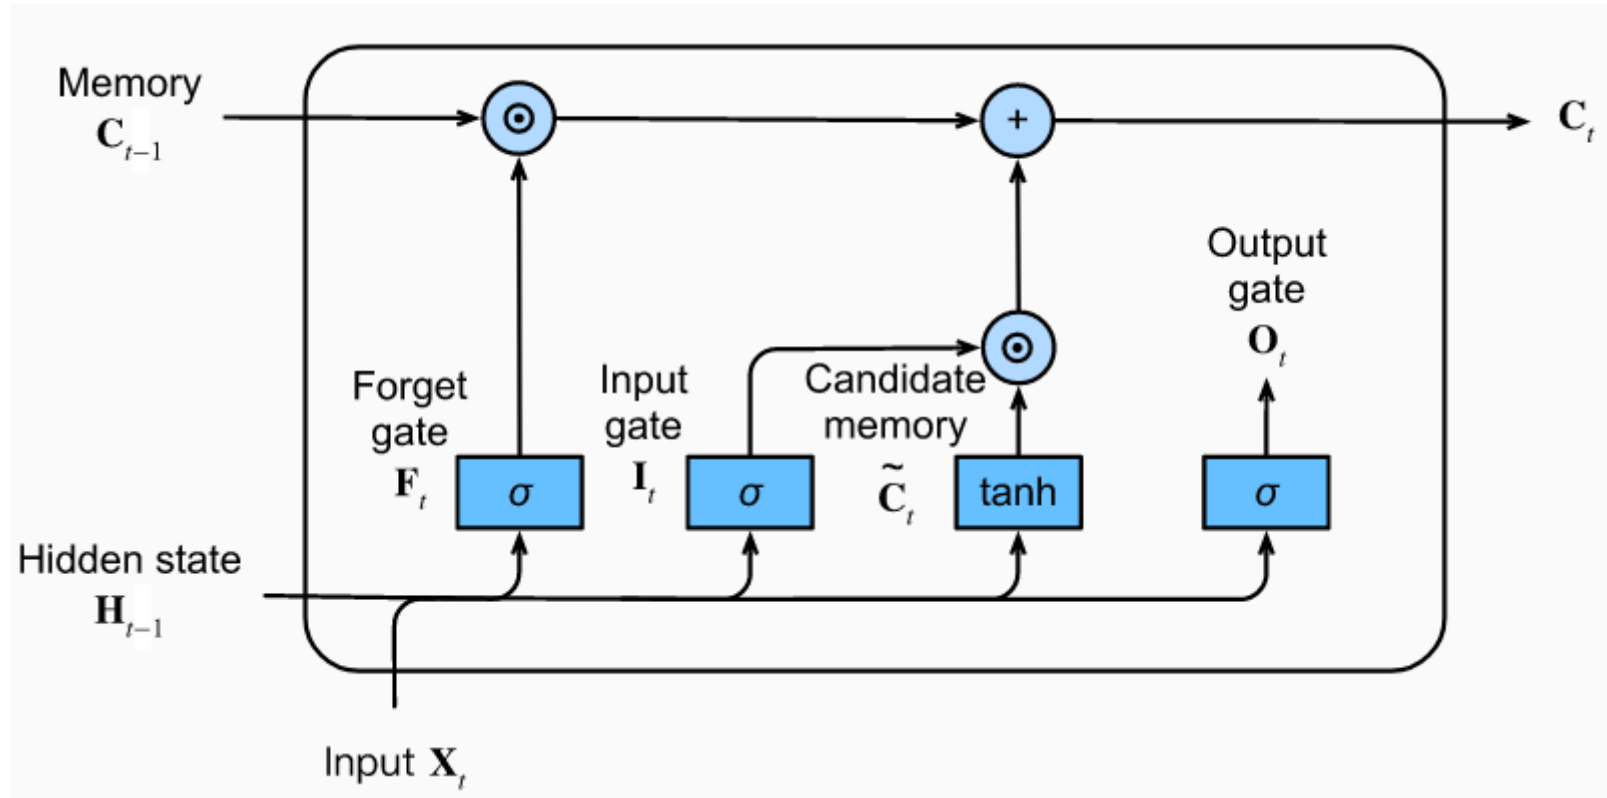 Memory
C_{t−1}
⊙
+
C_t
Output
gate
O_t
⊙
Forget
gate
F_t
Input
gate
I_t
Candidate
memory
C̃_t
σ
σ
tanh
σ
Hidden state
H_{t−1}
Input X_t